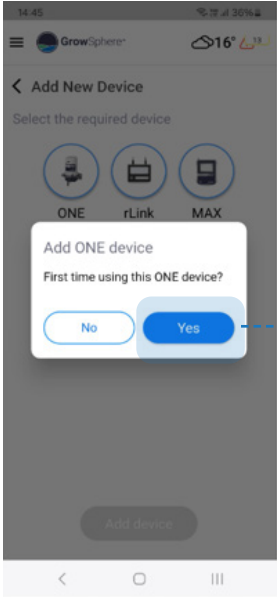 14:45
36%
GrowSphere
16°
Add New Device
Select the required device
ONE rLink MAX
Add ONE device
First time using this ONE device?
No Yes
Add device